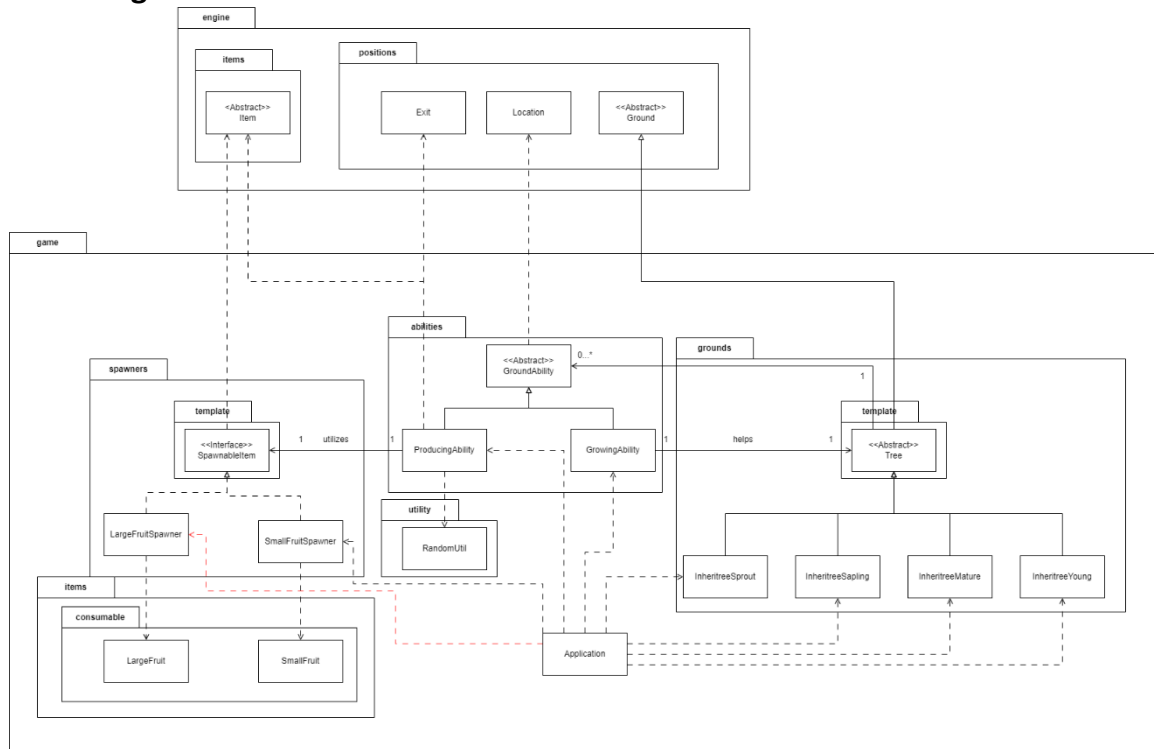 engine
items
positions
<Abstract>>
Item
Exit
Location
<<Abstract>>
Ground
game
abilities
<<Abstract>>
GroundAbility
0...*
1
grounds
spawners
template
<<Interface>>
SpawnableItem
1
utilizes
1
ProducingAbility
GrowingAbility
1
helps
1
template
<<Abstract>>
Tree
utility
RandomUtil
LargeFruitSpawner
SmallFruitSpawner
InheritreeSprout
InheritreeSapling
InheritreeMature
InheritreeYoung
items
consumable
LargeFruit
SmallFruit
Application